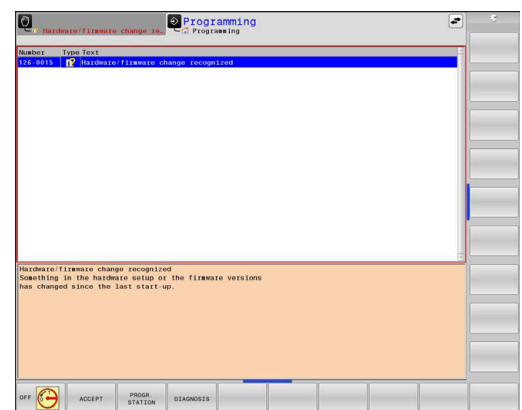 Programming
Hardware/firmware change re…
Programming
Number Type Text
126-0015 Hardware/firmware change recognized
Hardware/firmware change recognized
Something in the hardware setup or the firmware versions
has changed since the last start-up.
OFF ACCEPT PROGR. STATION DIAGNOSIS